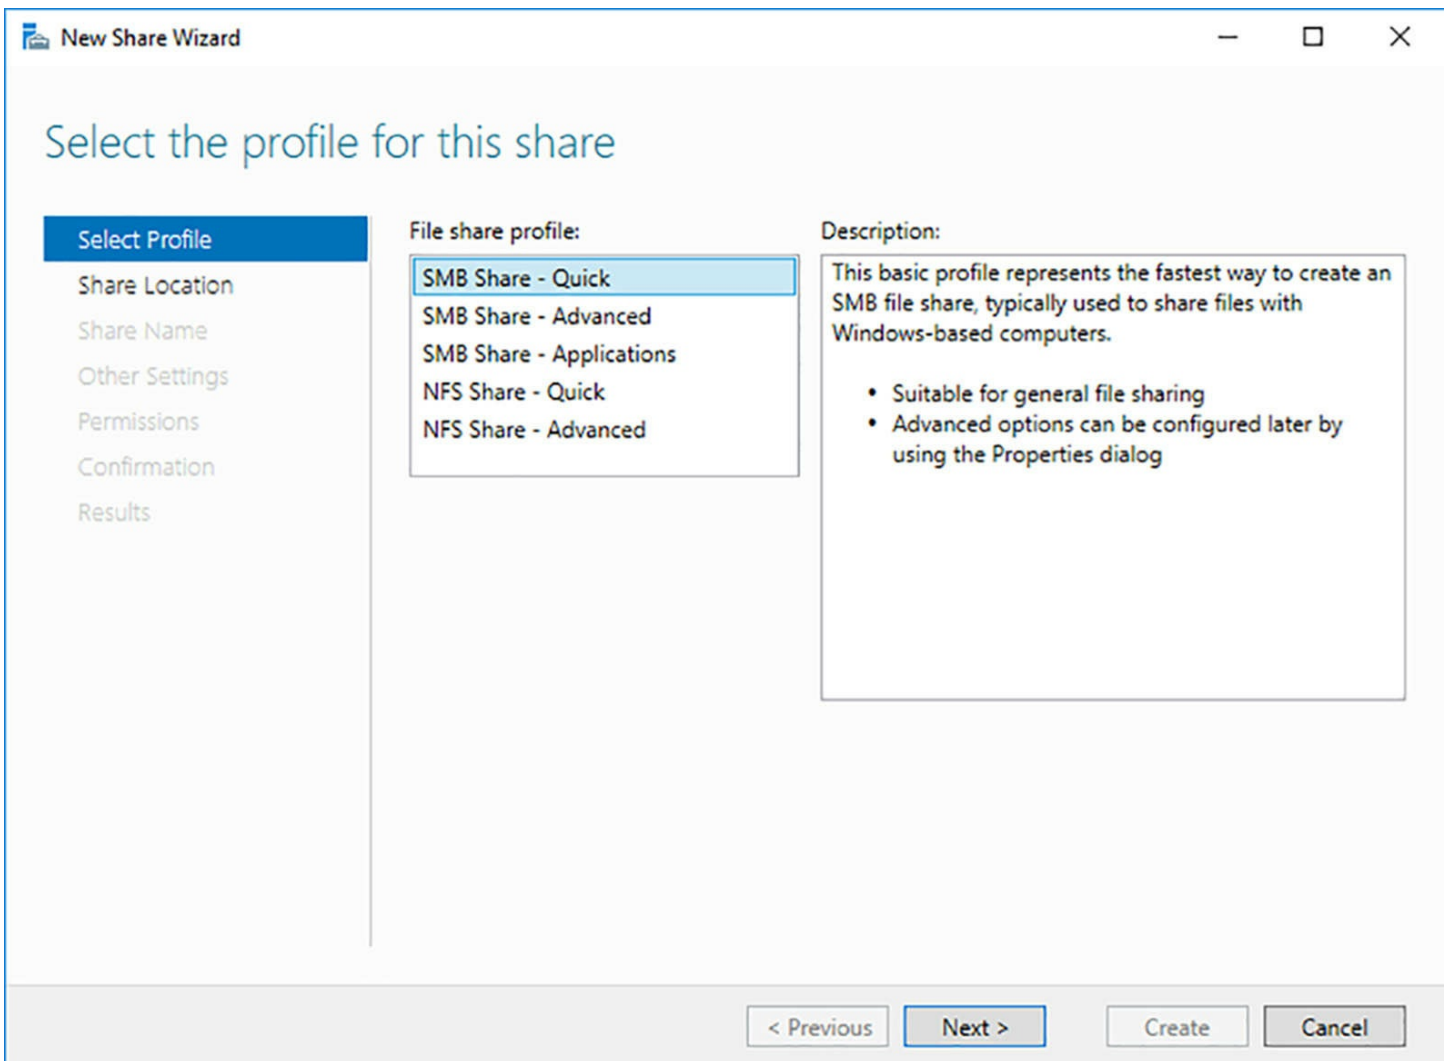 New Share Wizard
Select the profile for this share
Select Profile
Share Location
Share Name
Other Settings
Permissions
Confirmation
Results
File share profile:
SMB Share - Quick
SMB Share - Advanced
SMB Share - Applications
NFS Share - Quick
NFS Share - Advanced
Description:
This basic profile represents the fastest way to create an
SMB file share, typically used to share files with
Windows-based computers.
• Suitable for general file sharing
• Advanced options can be configured later by
using the Properties dialog
< Previous
Next >
Create
Cancel